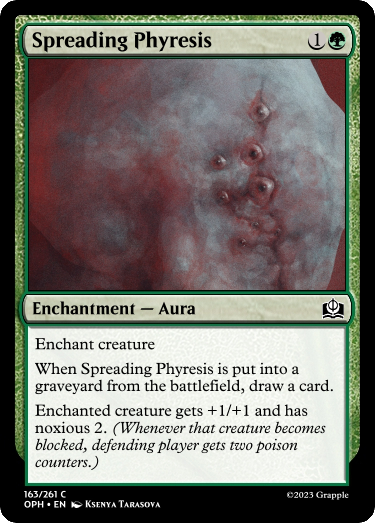 Spreading Phyresis 1
Enchantment — Aura
Enchant creature
When Spreading Phyresis is put into a
graveyard from the battlefield, draw a card.
Enchanted creature gets +1/+1 and has
noxious 2. (Whenever that creature becomes
blocked, defending player gets two poison
counters.)
163/261 C
OPH • EN Ksenya Tarasova
©2023 Grapple